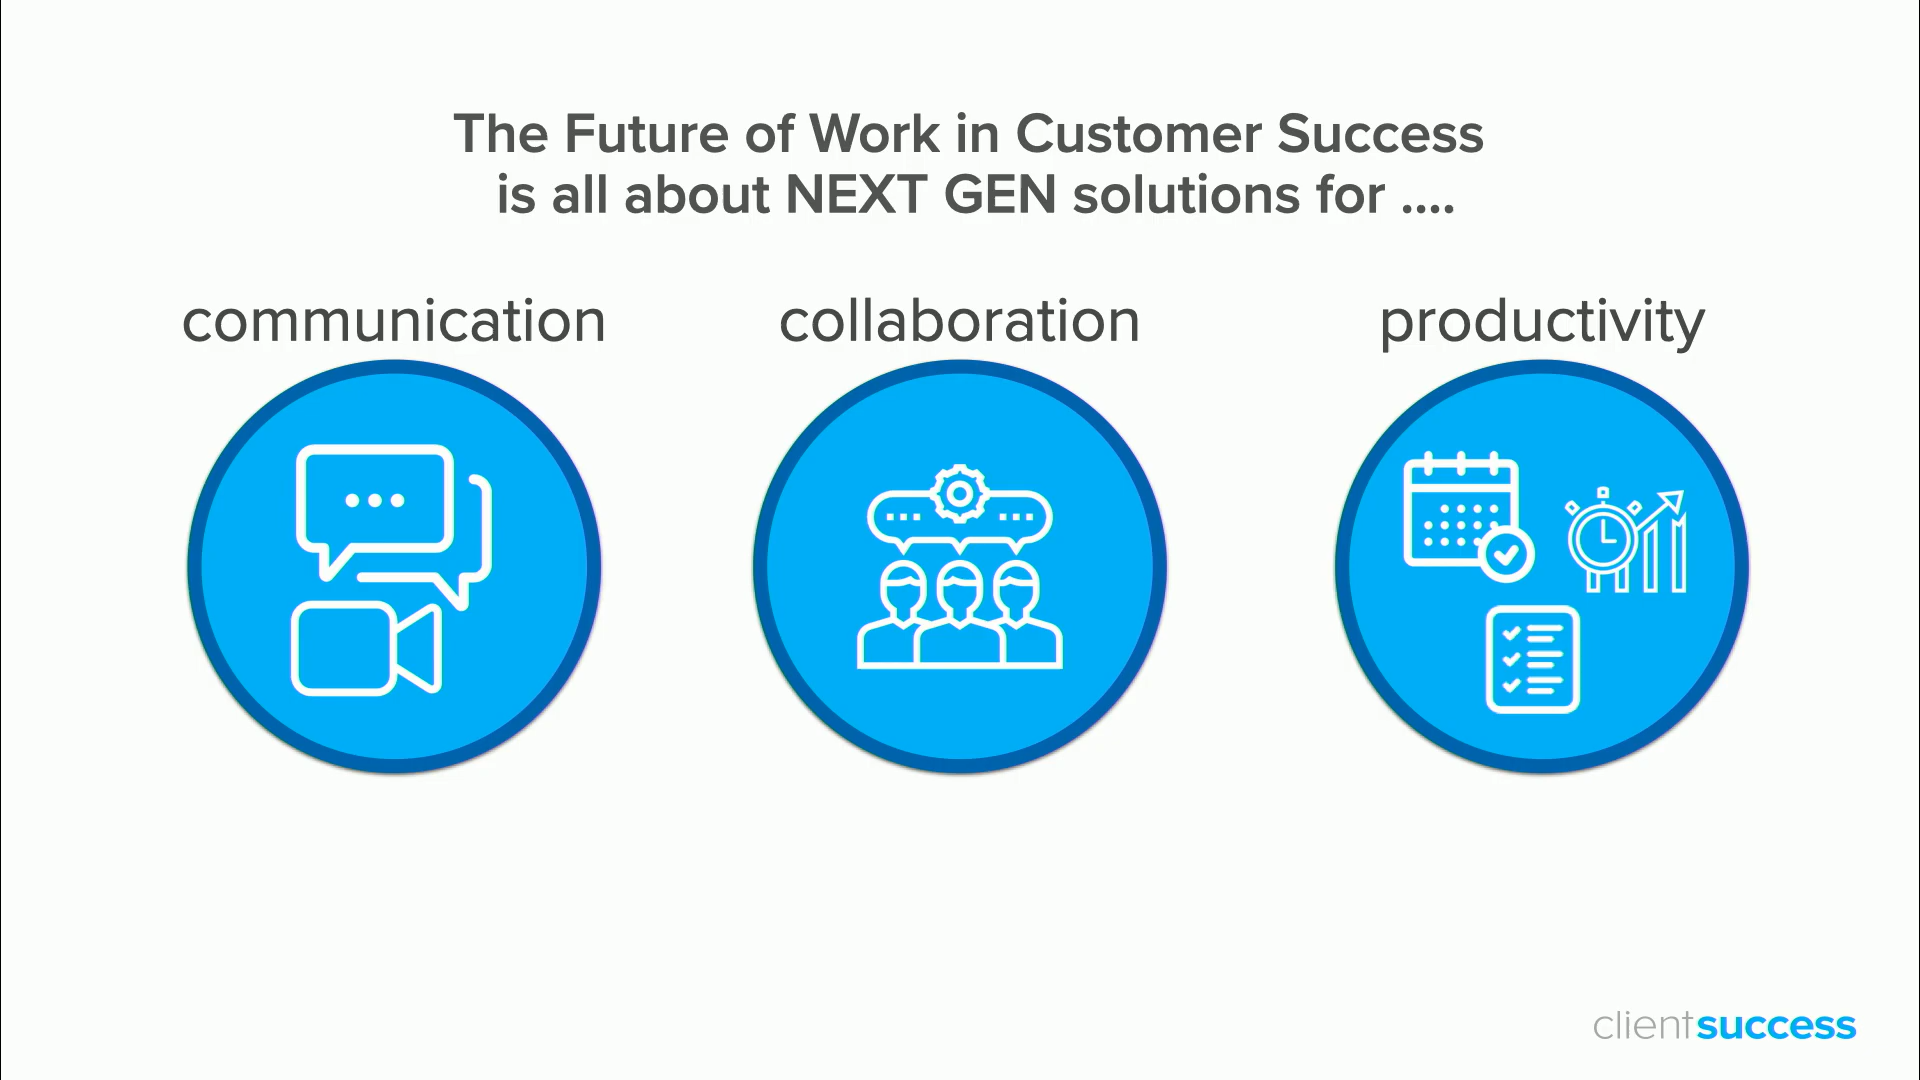 The Future of Work in Customer Success
is all about NEXT GEN solutions for ....
communication
collaboration
productivity
clientsuccess